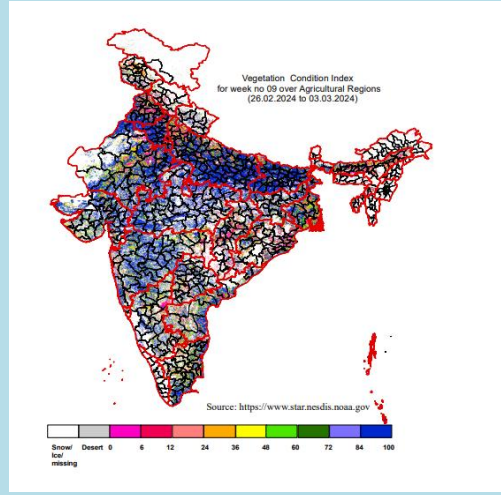 Vegetation Condition Index
for week no 09 over Agricultural Regions
(26.02.2024 to 03.03.2024)
Source: https://www.star.nesdis.noaa.gov
Snow/ Desert 0 6 12 24 36 48 60 72 84 100
Ice/
missing